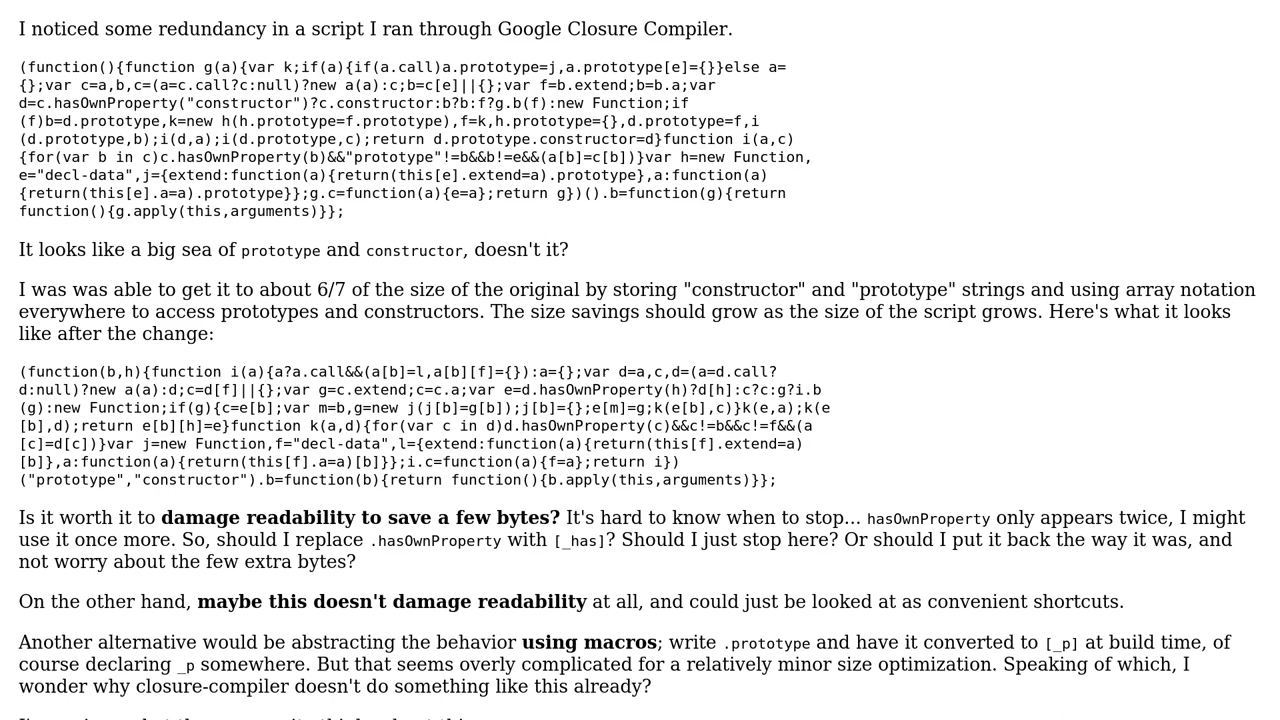 I noticed some redundancy in a script I ran through Google Closure Compiler.
(function(){function g(a){var k;if(a){if(a.call)a.prototype=j,a.prototype[e]={}}else a=
{};var c=a,b,c=(a=c.call?c:null)?new a(a):c;b=c[e]||{};var f=b.extend;b=b.a;var
d=c.hasOwnProperty("constructor")?c.constructor:b?b:f?g.b(f):new Function;if
(f)b=d.prototype,k=new h(h.prototype=f.prototype),f=k,h.prototype={},d.prototype=f,i
(d.prototype,b);i(d,a);i(d.prototype,c);return d.prototype.constructor=d}function i(a,c)
{for(var b in c)c.hasOwnProperty(b)&&"prototype"!=b&&b!=e&&(a[b]=c[b])}var h=new Function,
e="decl-data",j={extend:function(a){return(this[e].extend=a).prototype},a:function(a)
{return(this[e].a=a).prototype}};g.c=function(a){e=a};return g})().b=function(g){return
function(){g.apply(this,arguments)}};
It looks like a big sea of prototype and constructor, doesn't it?
I was was able to get it to about 6/7 of the size of the original by storing "constructor" and "prototype" strings and using array notation
everywhere to access prototypes and constructors. The size savings should grow as the size of the script grows. Here's what it looks
like after the change:
(function(b,h){function i(a){a?a.call&&(a[b]=l,a[b][f]={}):a={};var d=a,c,d=(a=d.call?
d:null)?new a(a):d;c=d[f]||{};var g=c.extend;c=c.a;var e=d.hasOwnProperty(h)?d[h]:c?c:g?i.b
(g):new Function;if(g){c=e[b];var m=b,g=new j(j[b]=g[b]);j[b]={};e[m]=g;k(e[b],c)}k(e,a);k(e
[b],d);return e[b][h]=e}function k(a,d){for(var c in d)d.hasOwnProperty(c)&&c!=b&&c!=f&&(a
[c]=d[c])}var j=new Function,f="decl-data",l={extend:function(a){return(this[f].extend=a)
[b]},a:function(a){return(this[f].a=a)[b]}};i.c=function(a){f=a};return i})
("prototype","constructor").b=function(b){return function(){b.apply(this,arguments)}};
Is it worth it to damage readability to save a few bytes? It's hard to know when to stop... hasOwnProperty only appears twice, I might
use it once more. So, should I replace .hasOwnProperty with [_has]? Should I just stop here? Or should I put it back the way it was, and
not worry about the few extra bytes?
On the other hand, maybe this doesn't damage readability at all, and could just be looked at as convenient shortcuts.
Another alternative would be abstracting the behavior using macros; write .prototype and have it converted to [_p] at build time, of
course declaring _p somewhere. But that seems overly complicated for a relatively minor size optimization. Speaking of which, I
wonder why closure-compiler doesn't do something like this already?